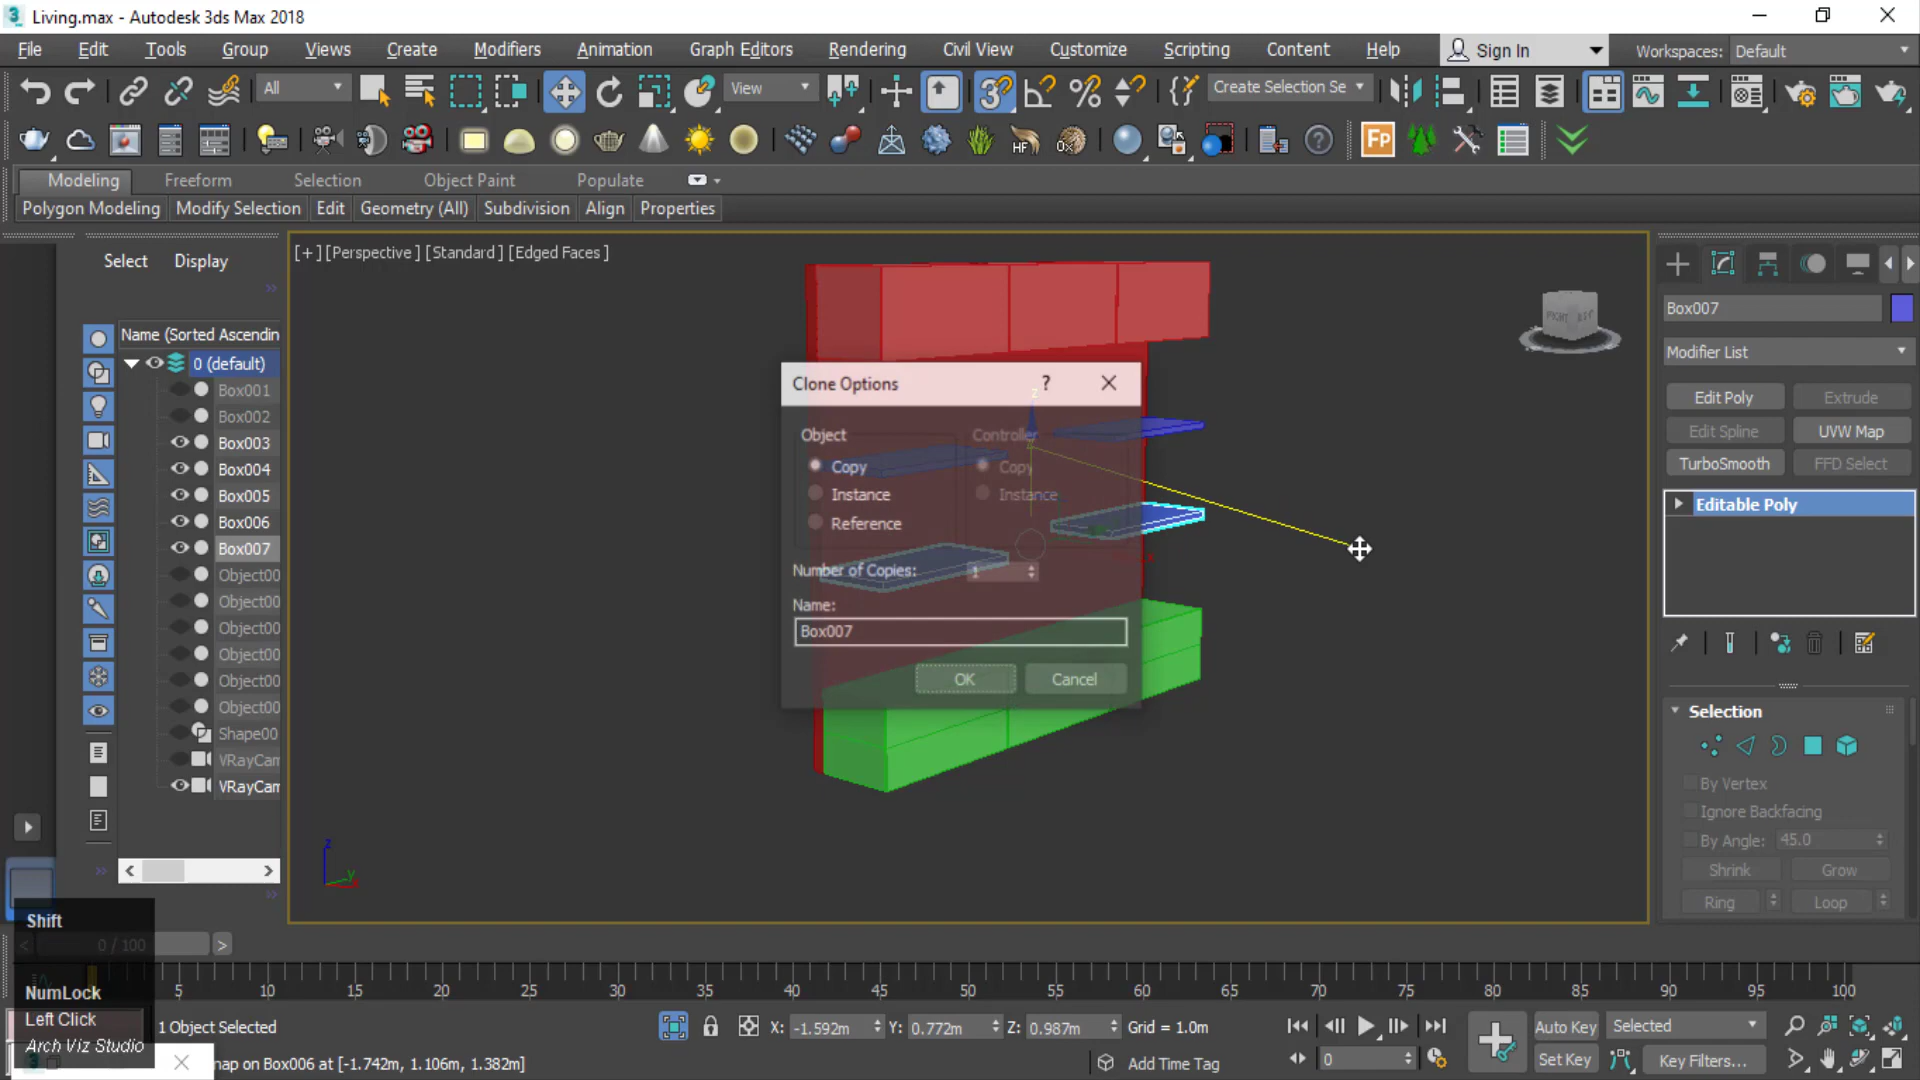 Living.max - Autodesk 3ds Max 2018
File Edit Tools Group Views Create Modifiers Animation Graph Editors Rendering Civil View Customize Scripting Content Help Sign In Workspaces: Default
All View Create Selection Se
Modeling Freeform Selection Object Paint Populate
Polygon Modeling Modify Selection Edit Geometry (All) Subdivision Align Properties
Select Display
[+] [Perspective] [Standard] [Edged Faces]
Name (Sorted Ascendin
0 (default)
Box001
Box002
Box003
Box004
Box005
Box006
Box007
Object00
Object00
Object00
Object00
Object00
Object00
Shape00
VRayCam
VRayCam
Clone Options ?
Object Controller
Copy Copy
Instance Instance
Reference
Number of Copies: 1
Name:
Box007
OK Cancel
Box007
Modifier List
Edit Poly Extrude
Edit Spline UVW Map
TurboSmooth FFD Select
Editable Poly
Selection
By Vertex
Ignore Backfacing
By Angle: 45.0
Shrink Grow
Ring Loop
Shift
0 / 100
NumLock
Left Click
Arch Viz Studio
5 10 15 20 25 30 35 40 45 50 55 60 65 70 75 80 85 90 95 100
1 Object Selected X: -1.592m Y: 0.772m Z: 0.987m Grid = 1.0m Auto Key Selected
nap on Box006 at [-1.742m, 1.106m, 1.382m] Add Time Tag 0 Set Key Key Filters...